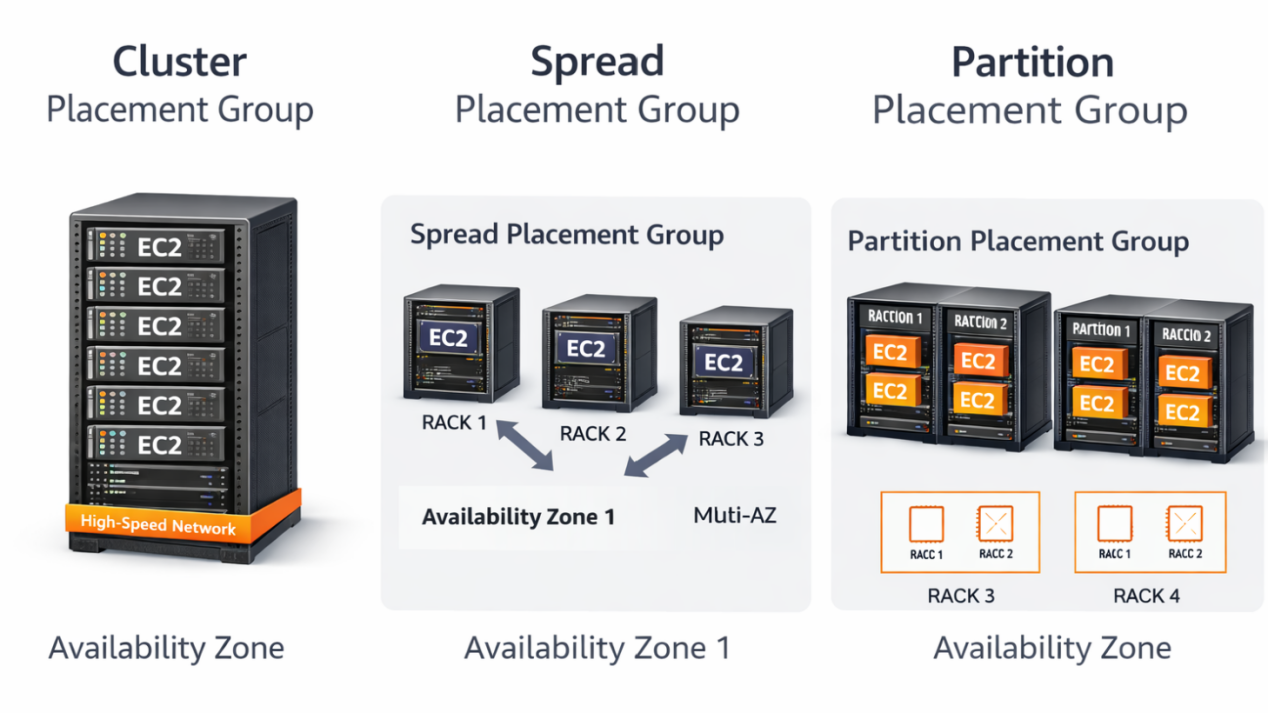 Cluster
Placement Group
EC2
EC2
EC2
EC2
EC2
EC2
High-Speed Network
Availability Zone
Spread
Placement Group
Spread Placement Group
EC2
EC2
EC2
RACK 1
RACK 2
RACK 3
Availability Zone 1
Muti-AZ
Availability Zone 1
Partition
Placement Group
Partition Placement Group
RACCION 1
RATCION 2
Partition 1
RACCIO 2
EC2
EC2
EC2
EC2
EC2
EC2
EC2
EC2
RACC 1
RACC 2
RACC 1
RACC 2
RACK 3
RACK 4
Availability Zone